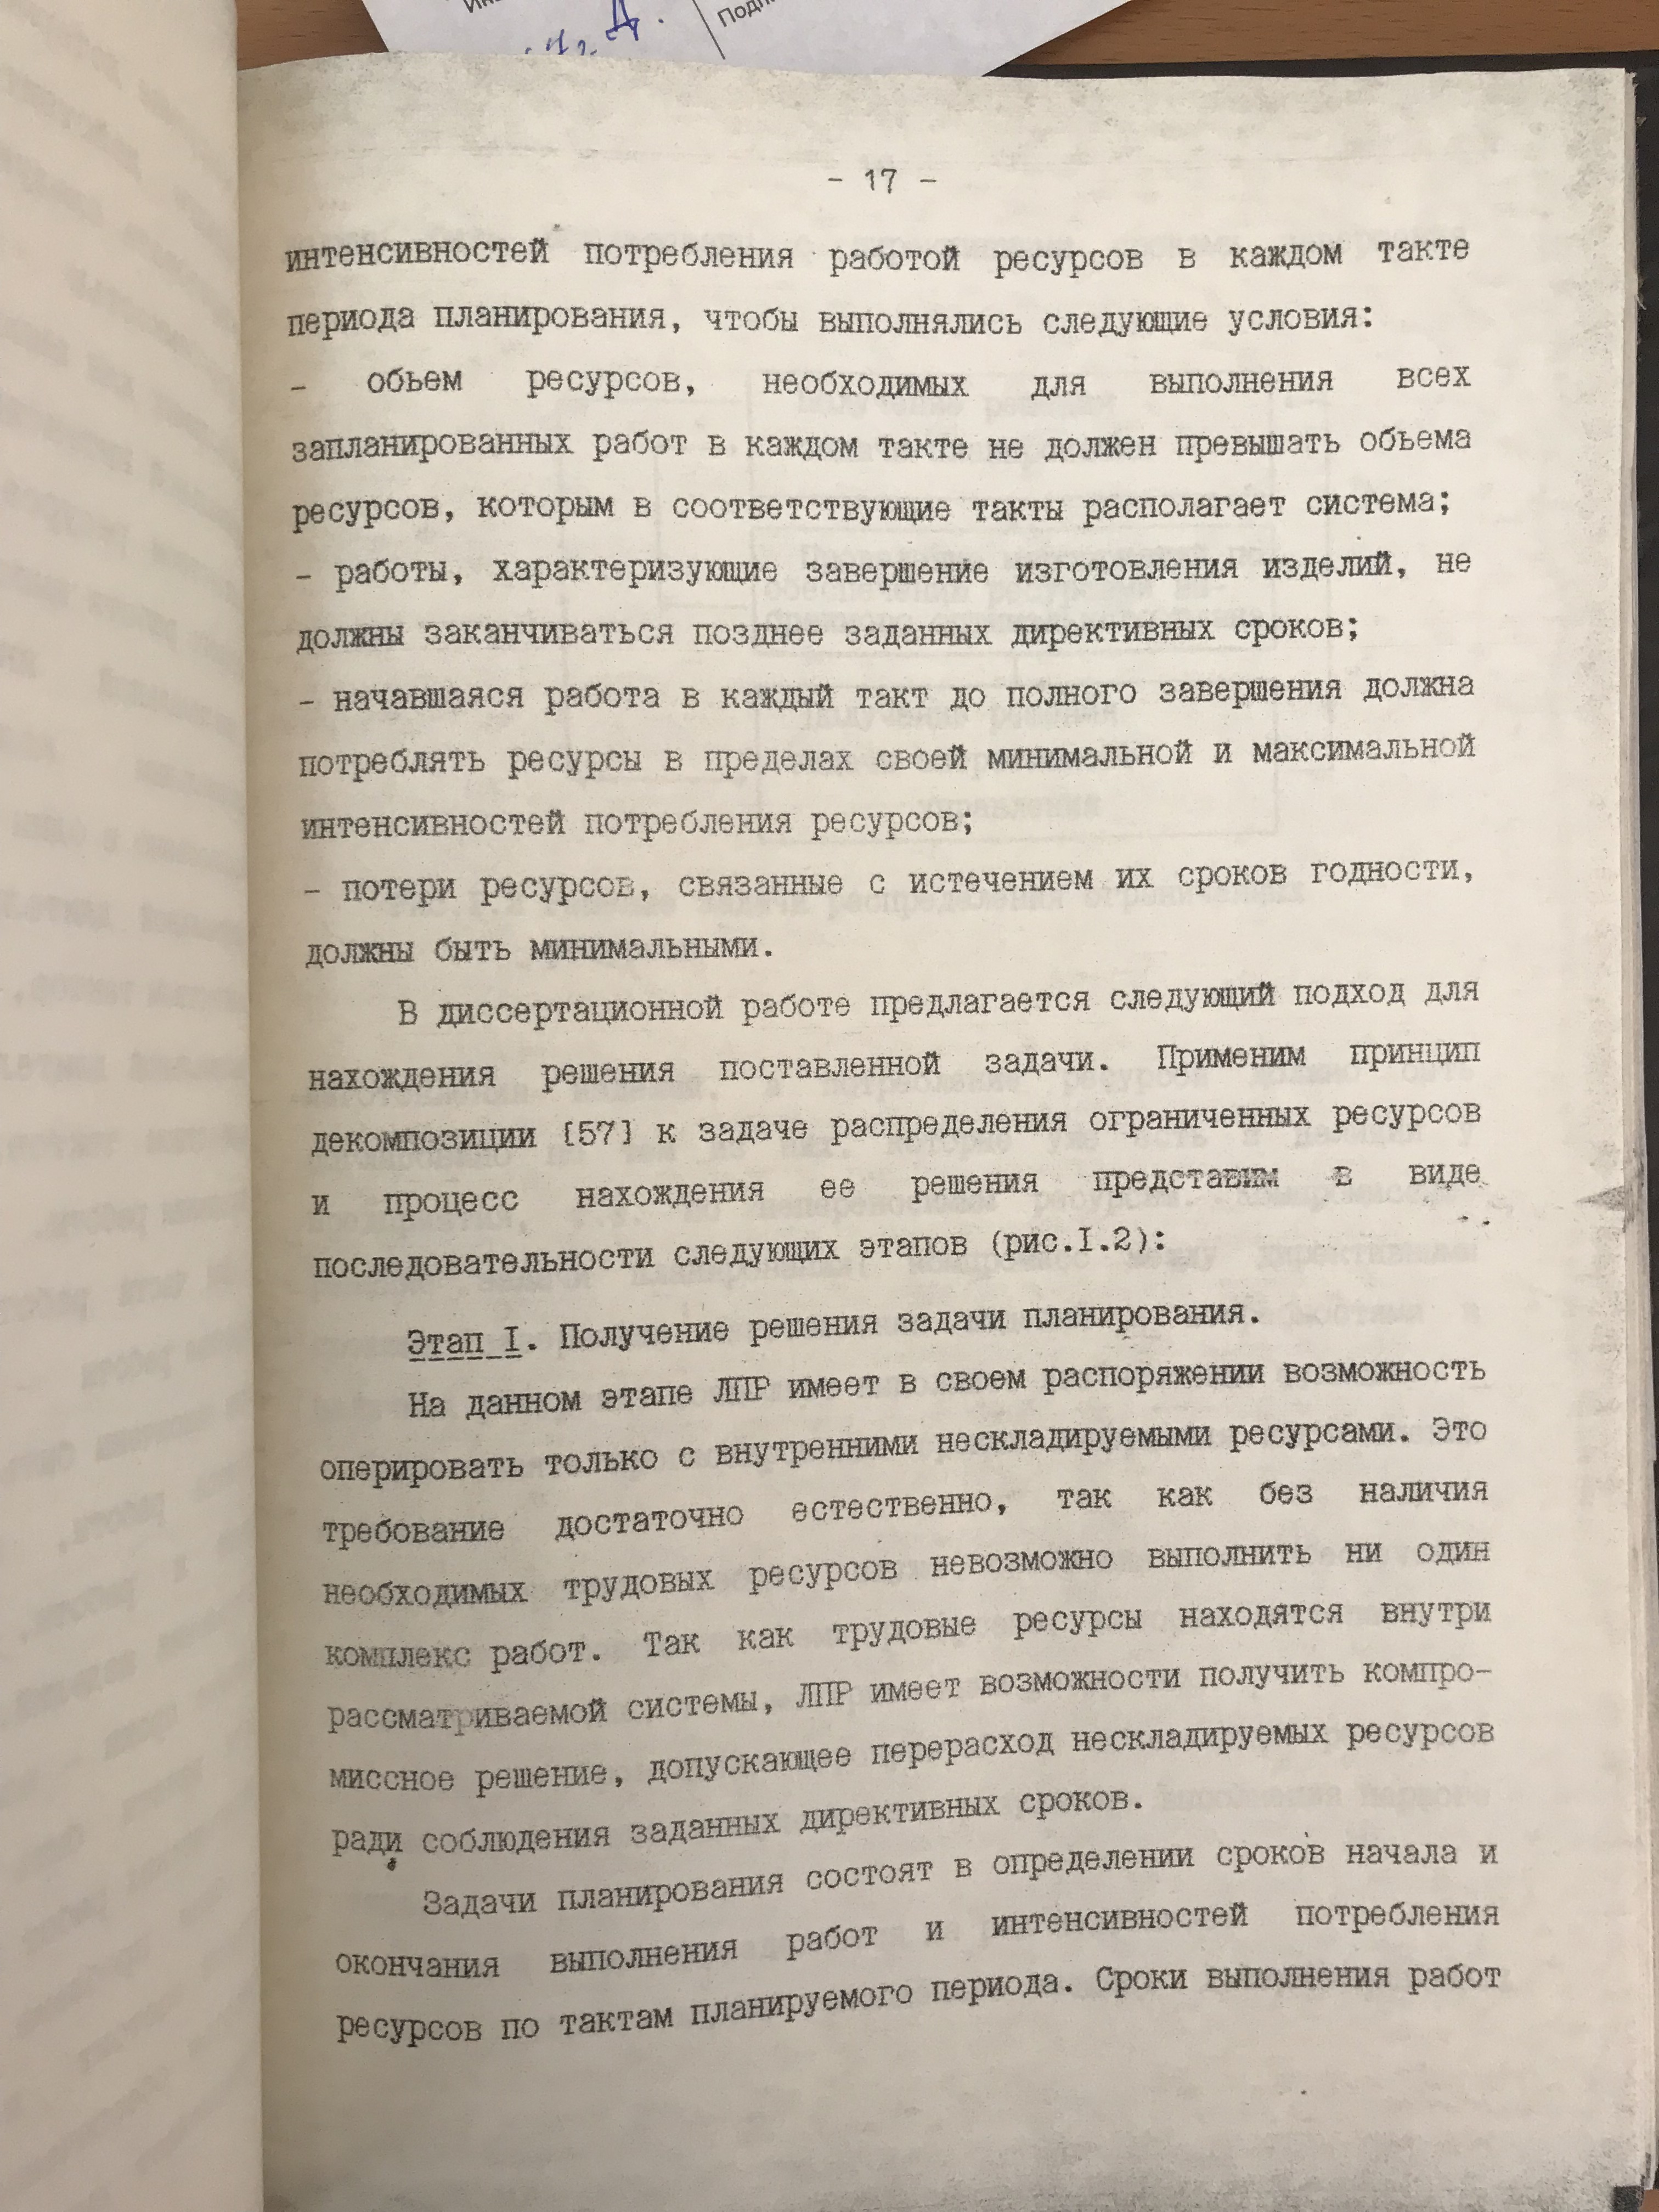 - 17 -
интенсивностей потребления работой ресурсов в каждом такте
периода планирования, чтобы выполнялись следующие условия:
- обьем ресурсов, необходимых для выполнения всех
запланированных работ в каждом такте не должен превышать обьема
ресурсов, которым в соответствующие такты располагает система;
- работы, характеризующие завершение изготовления изделий, не
должны заканчиваться позднее заданных директивных сроков;
- начавшаяся работа в каждый такт до полного завершения должна
потреблять ресурсы в пределах своей минимальной и максимальной
интенсивностей потребления ресурсов;
- потери ресурсов, связанные с истечением их сроков годности,
должны быть минимальными.
В диссертационной работе предлагается следующий подход для
нахождения решения поставленной задачи. Применим принцип
декомпозиции [57] к задаче распределения ограниченных ресурсов
и процесс нахождения ее решения представим в виде
последовательности следующих этапов (рис.I.2):
Этап I. Получение решения задачи планирования.
На данном этапе ЛПР имеет в своем распоряжении возможность
оперировать только с внутренними нескладируемыми ресурсами. Это
требование достаточно естественно, так как без наличия
необходимых трудовых ресурсов невозможно выполнить ни один
комплекс работ. Так как трудовые ресурсы находятся внутри
рассматриваемой системы, ЛПР имеет возможности получить компро-
миссное решение, допускающее перерасход нескладируемых ресурсов
ради соблюдения заданных директивных сроков.
Задачи планирования состоят в определении сроков начала и
окончания выполнения работ и интенсивностей потребления
ресурсов по тактам планируемого периода. Сроки выполнения работ